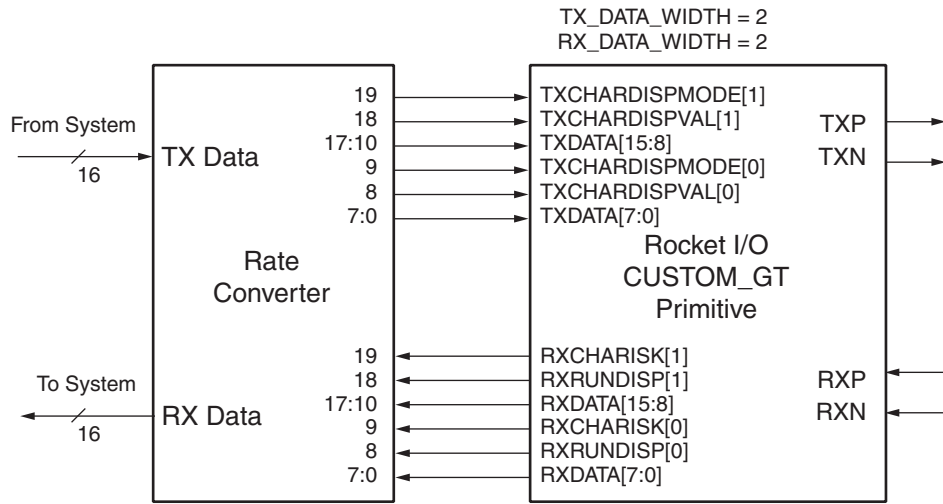 TX_DATA_WIDTH = 2
RX_DATA_WIDTH = 2
From System
16
TX Data
19
18
17:10
9
8
7:0
TXCHARDISPMODE[1]
TXCHARDISPVAL[1]
TXDATA[15:8]
TXCHARDISPMODE[0]
TXCHARDISPVAL[0]
TXDATA[7:0]
TXP
TXN
Rate
Converter
Rocket I/O
CUSTOM_GT
Primitive
To System
16
RX Data
19
18
17:10
9
8
7:0
RXCHARISK[1]
RXRUNDISP[1]
RXDATA[15:8]
RXCHARISK[0]
RXRUNDISP[0]
RXDATA[7:0]
RXP
RXN